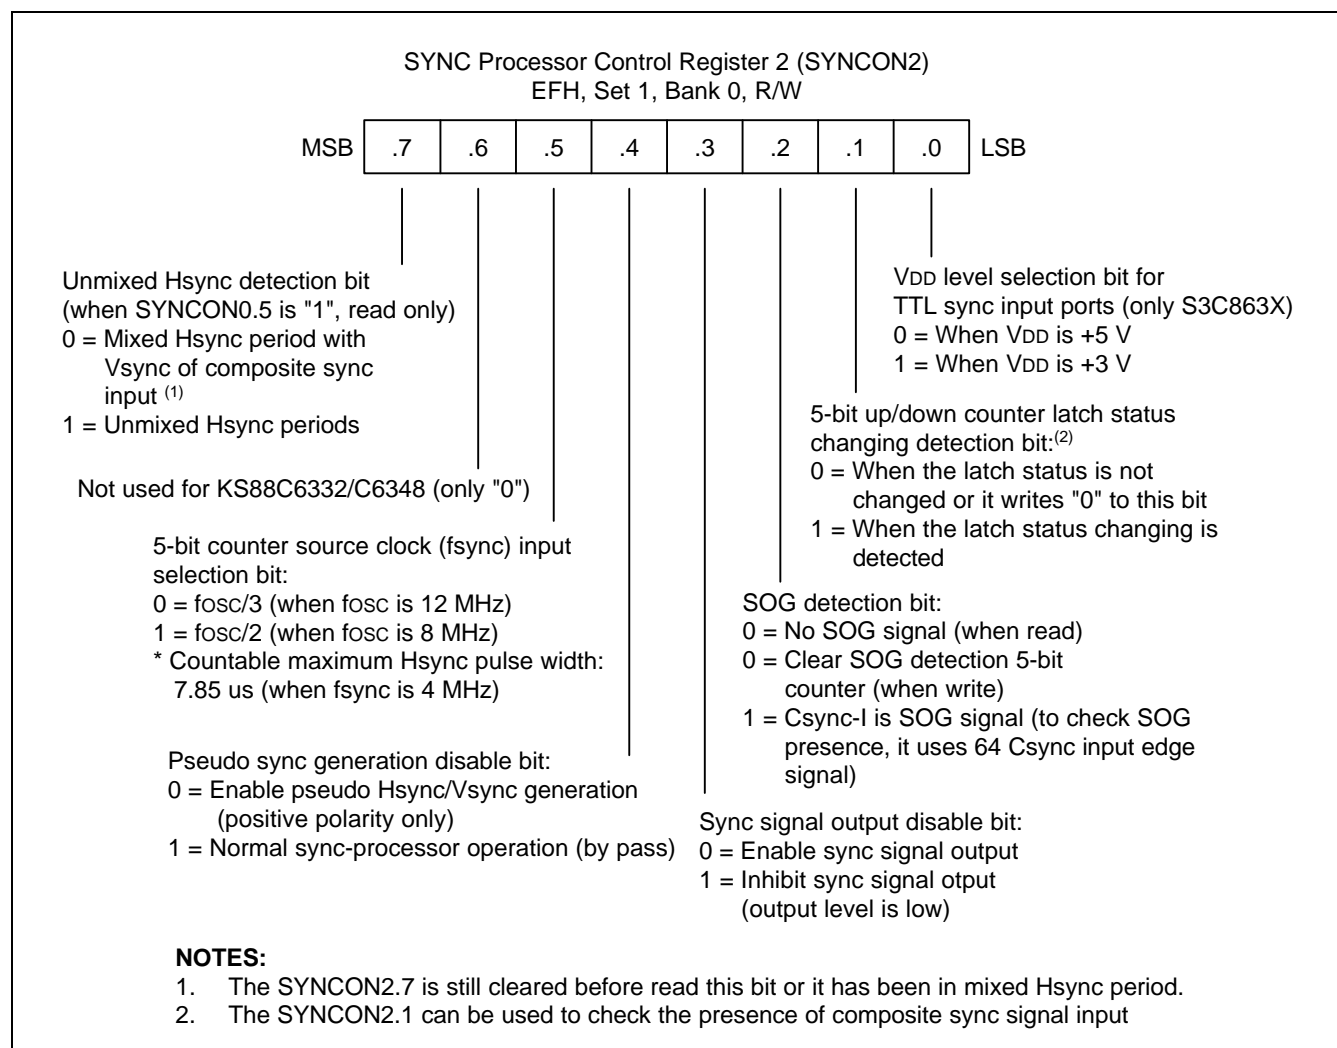 SYNC Processor Control Register 2 (SYNCON2)
EFH, Set 1, Bank 0, R/W
MSB .7 .6 .5 .4 .3 .2 .1 .0 LSB
Unmixed Hsync detection bit
(when SYNCON0.5 is "1", read only)
0 = Mixed Hsync period with
Vsync of composite sync
input (1)
1 = Unmixed Hsync periods
Not used for KS88C6332/C6348 (only "0")
5-bit counter source clock (fsync) input
selection bit:
0 = fosc/3 (when fosc is 12 MHz)
1 = fosc/2 (when fosc is 8 MHz)
* Countable maximum Hsync pulse width:
7.85 us (when fsync is 4 MHz)
Pseudo sync generation disable bit:
0 = Enable pseudo Hsync/Vsync generation
(positive polarity only)
1 = Normal sync-processor operation (by pass)
VDD level selection bit for
TTL sync input ports (only S3C863X)
0 = When VDD is +5 V
1 = When VDD is +3 V
5-bit up/down counter latch status
changing detection bit:(2)
0 = When the latch status is not
changed or it writes "0" to this bit
1 = When the latch status changing is
detected
SOG detection bit:
0 = No SOG signal (when read)
0 = Clear SOG detection 5-bit
counter (when write)
1 = Csync-I is SOG signal (to check SOG
presence, it uses 64 Csync input edge
signal)
Sync signal output disable bit:
0 = Enable sync signal output
1 = Inhibit sync signal otput
(output level is low)
NOTES:
1. The SYNCON2.7 is still cleared before read this bit or it has been in mixed Hsync period.
2. The SYNCON2.1 can be used to check the presence of composite sync signal input